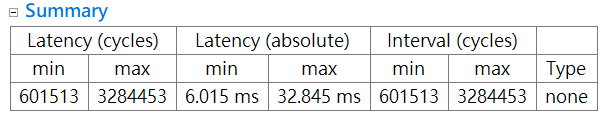 Summary
Latency (cycles) Latency (absolute) Interval (cycles)
min max min max min max Type
601513 3284453 6.015 ms 32.845 ms 601513 3284453 none